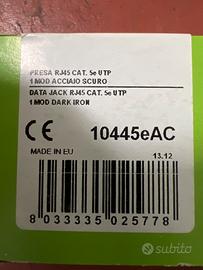 PRESA RJ45 CAT. 5e UTP
1 MOD ACCIAIO SCURO
DATA JACK RJ45 CAT. 5e UTP
1 MOD DARK IRON
CE 10445eAC
MADE IN EU
13.12
8 033335 025778
subito